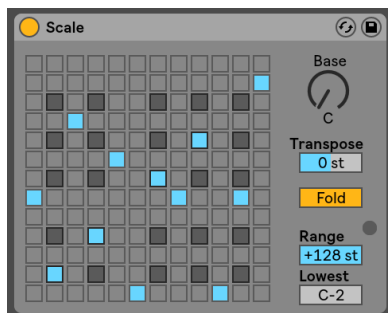 Scale
Base
C
Transpose
0 st
Fold
Range
+128 st
Lowest
C-2